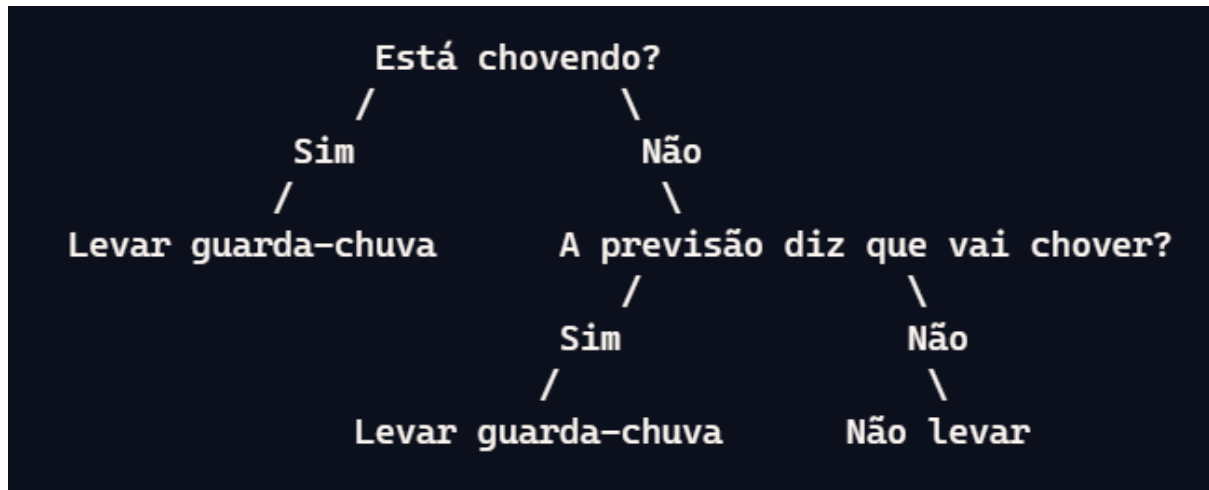 Está chovendo?
/ \
Sim Não
/ \
Levar guarda-chuva A previsão diz que vai chover?
/ \
Sim Não
/ \
Levar guarda-chuva Não levar